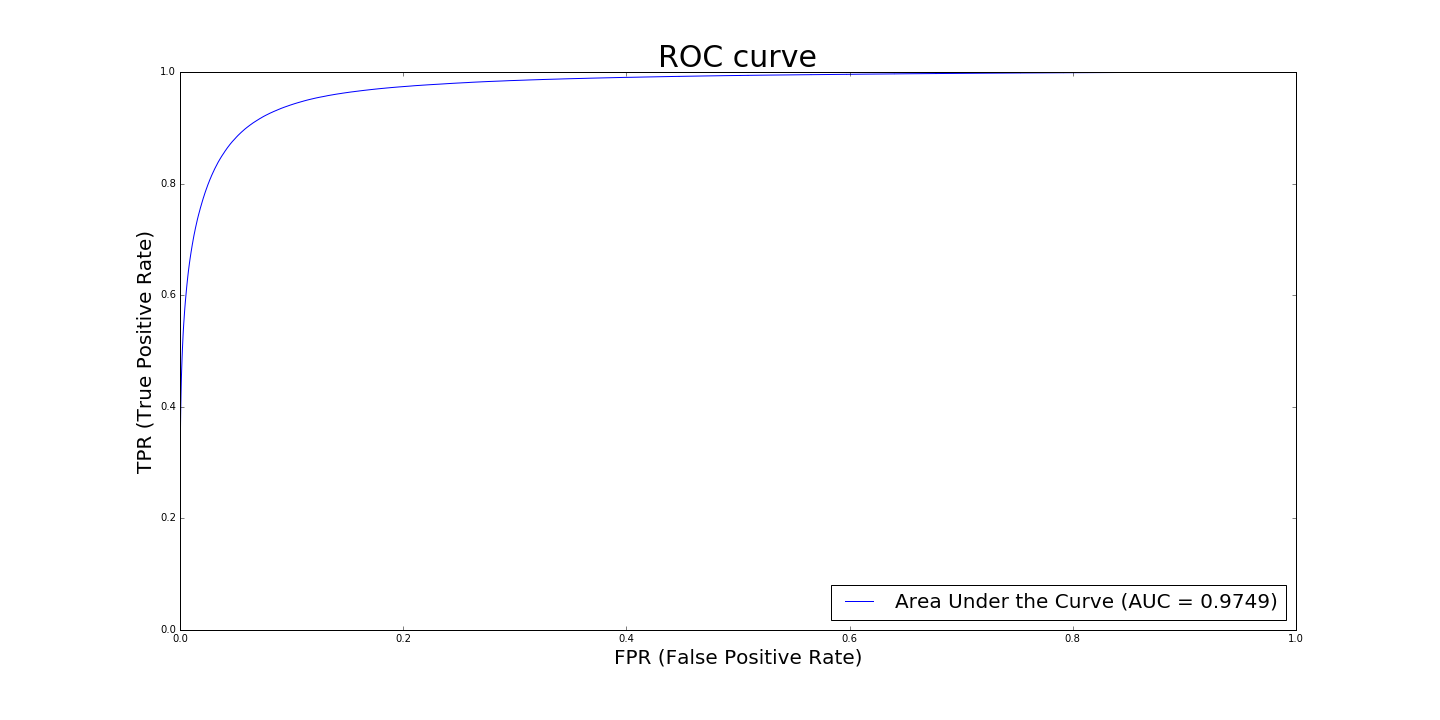 ROC curve
1.0
0.8
0.6
0.4
0.2
0.0
TPR (True Positive Rate)
Area Under the Curve (AUC = 0.9749)
0.0 0.2 0.4 0.6 0.8 1.0
FPR (False Positive Rate)